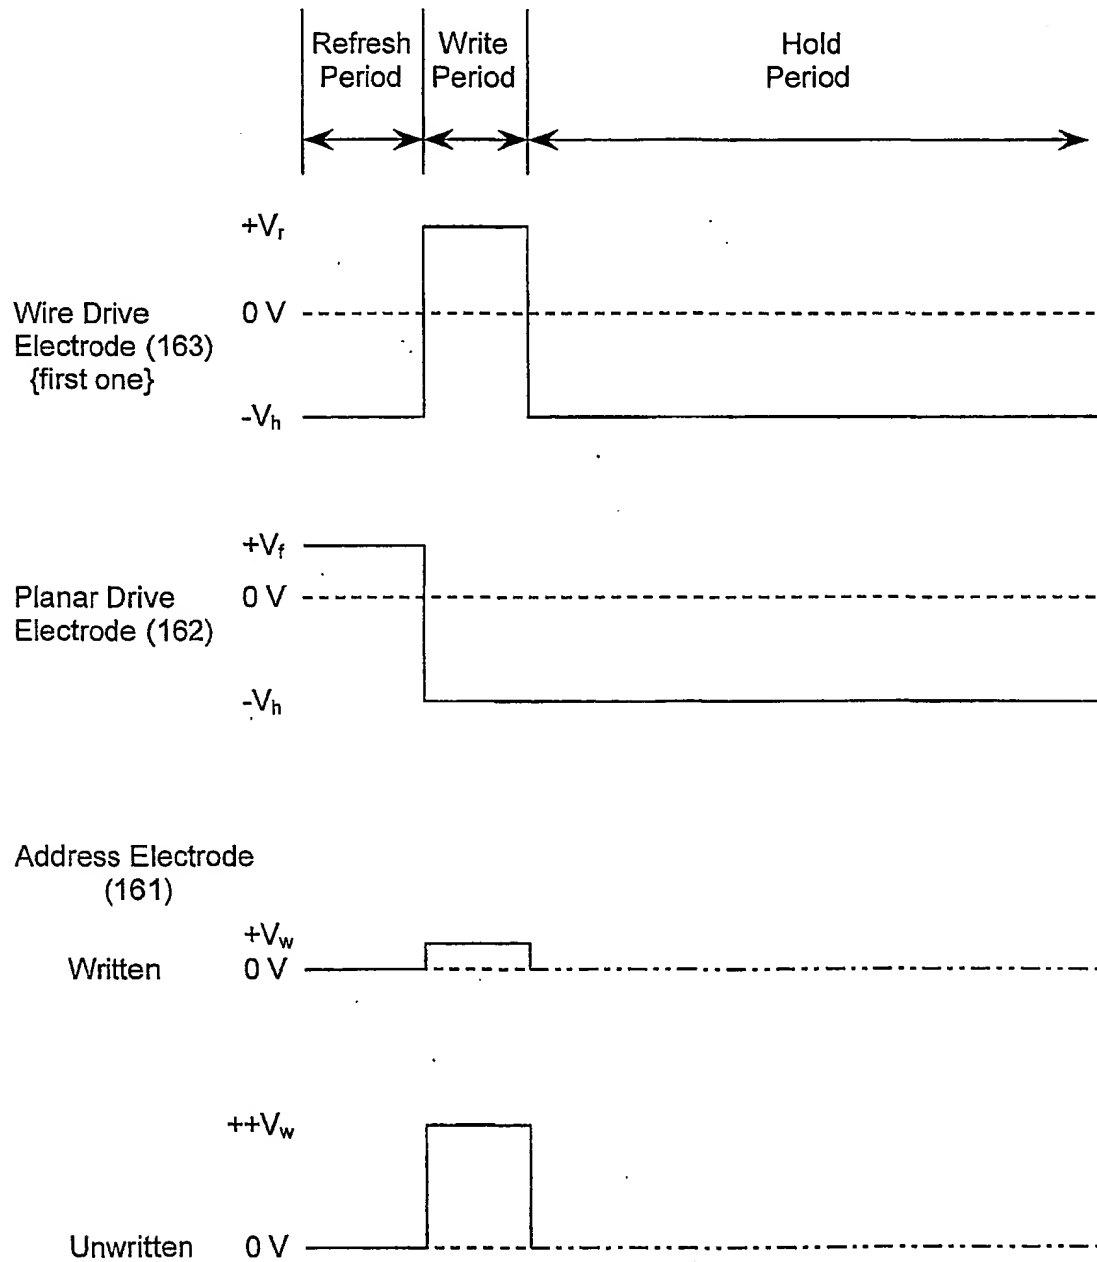 Refresh Period
Write Period
Hold Period
+Vr
Wire Drive Electrode (163) {first one}
0 V
-Vh
+Vf
Planar Drive Electrode (162)
0 V
-Vh
Address Electrode (161)
+Vw
Written 0 V
++Vw
Unwritten 0 V